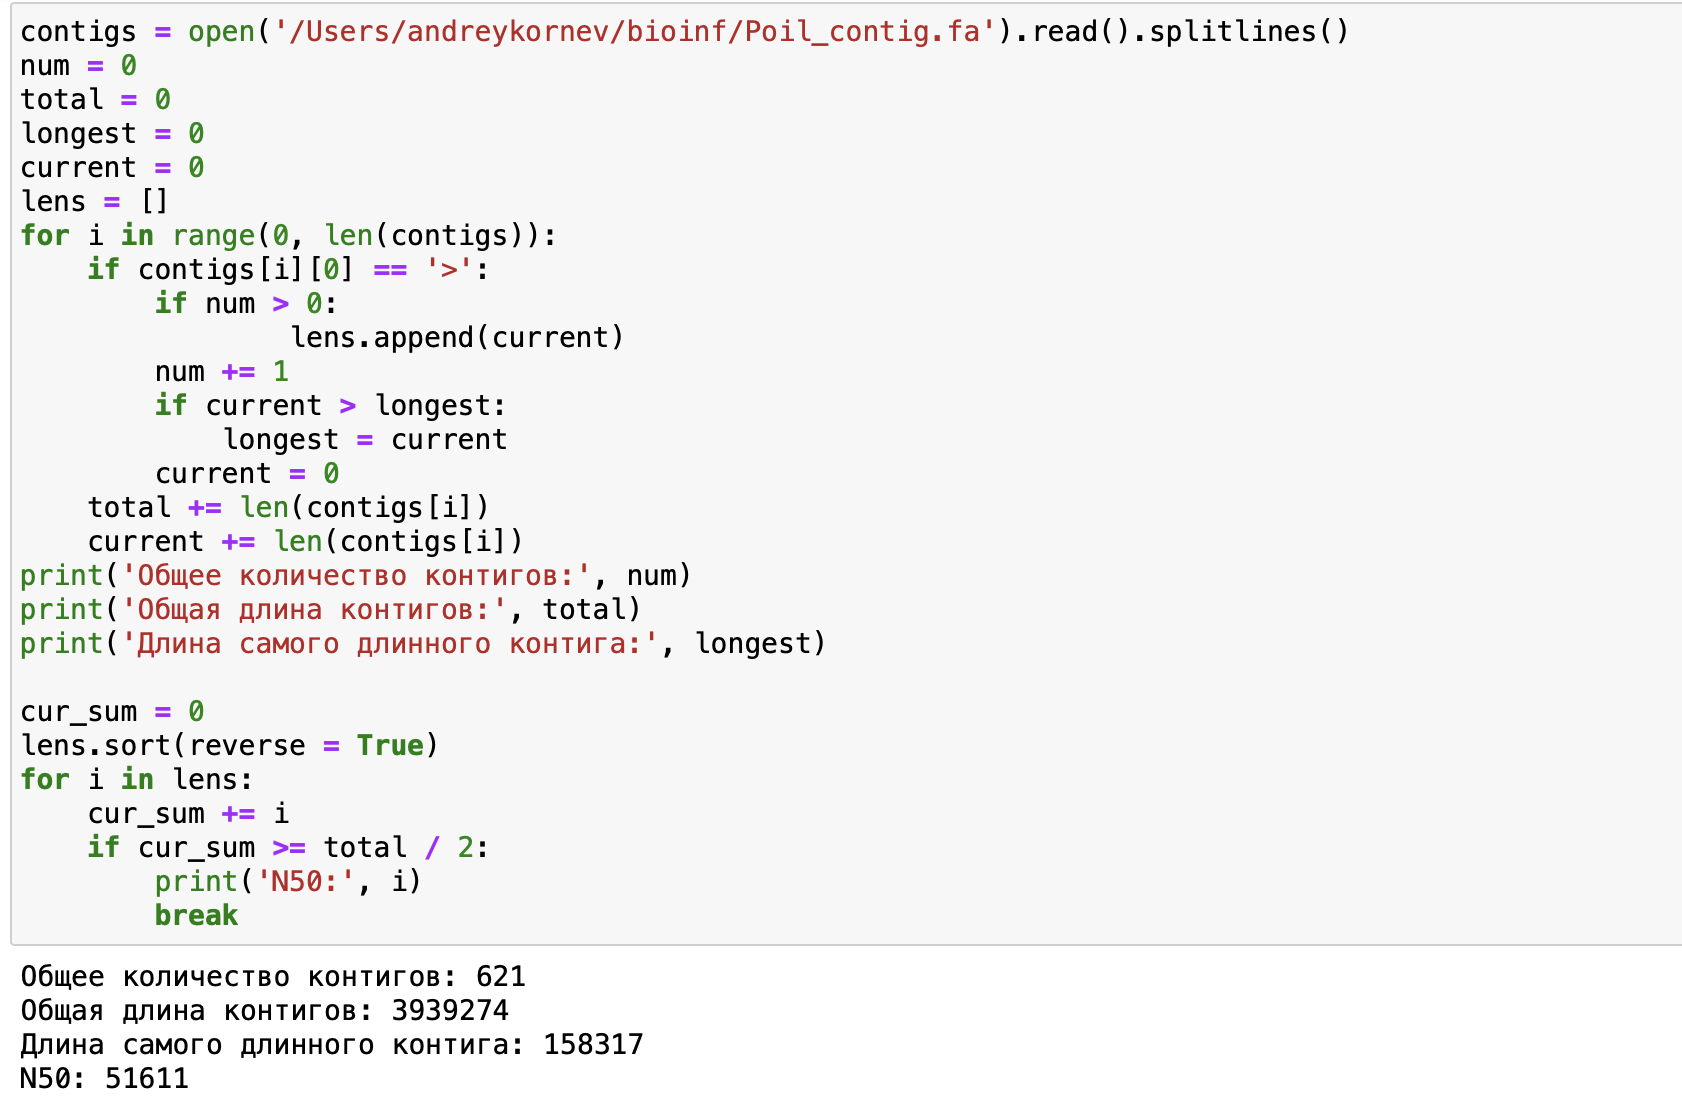 contigs = open('/Users/andreykornev/bioinf/Poil_contig.fa').read().splitlines()
num = 0
total = 0
longest = 0
current = 0
lens = []
for i in range(0, len(contigs)):
    if contigs[i][0] == '>':
        if num > 0:
                lens.append(current)
        num += 1
        if current > longest:
            longest = current
        current = 0
    total += len(contigs[i])
    current += len(contigs[i])
print('Общее количество контигов:', num)
print('Общая длина контигов:', total)
print('Длина самого длинного контига:', longest)

cur_sum = 0
lens.sort(reverse = True)
for i in lens:
    cur_sum += i
    if cur_sum >= total / 2:
        print('N50:', i)
        break
Общее количество контигов: 621
Общая длина контигов: 3939274
Длина самого длинного контига: 158317
N50: 51611